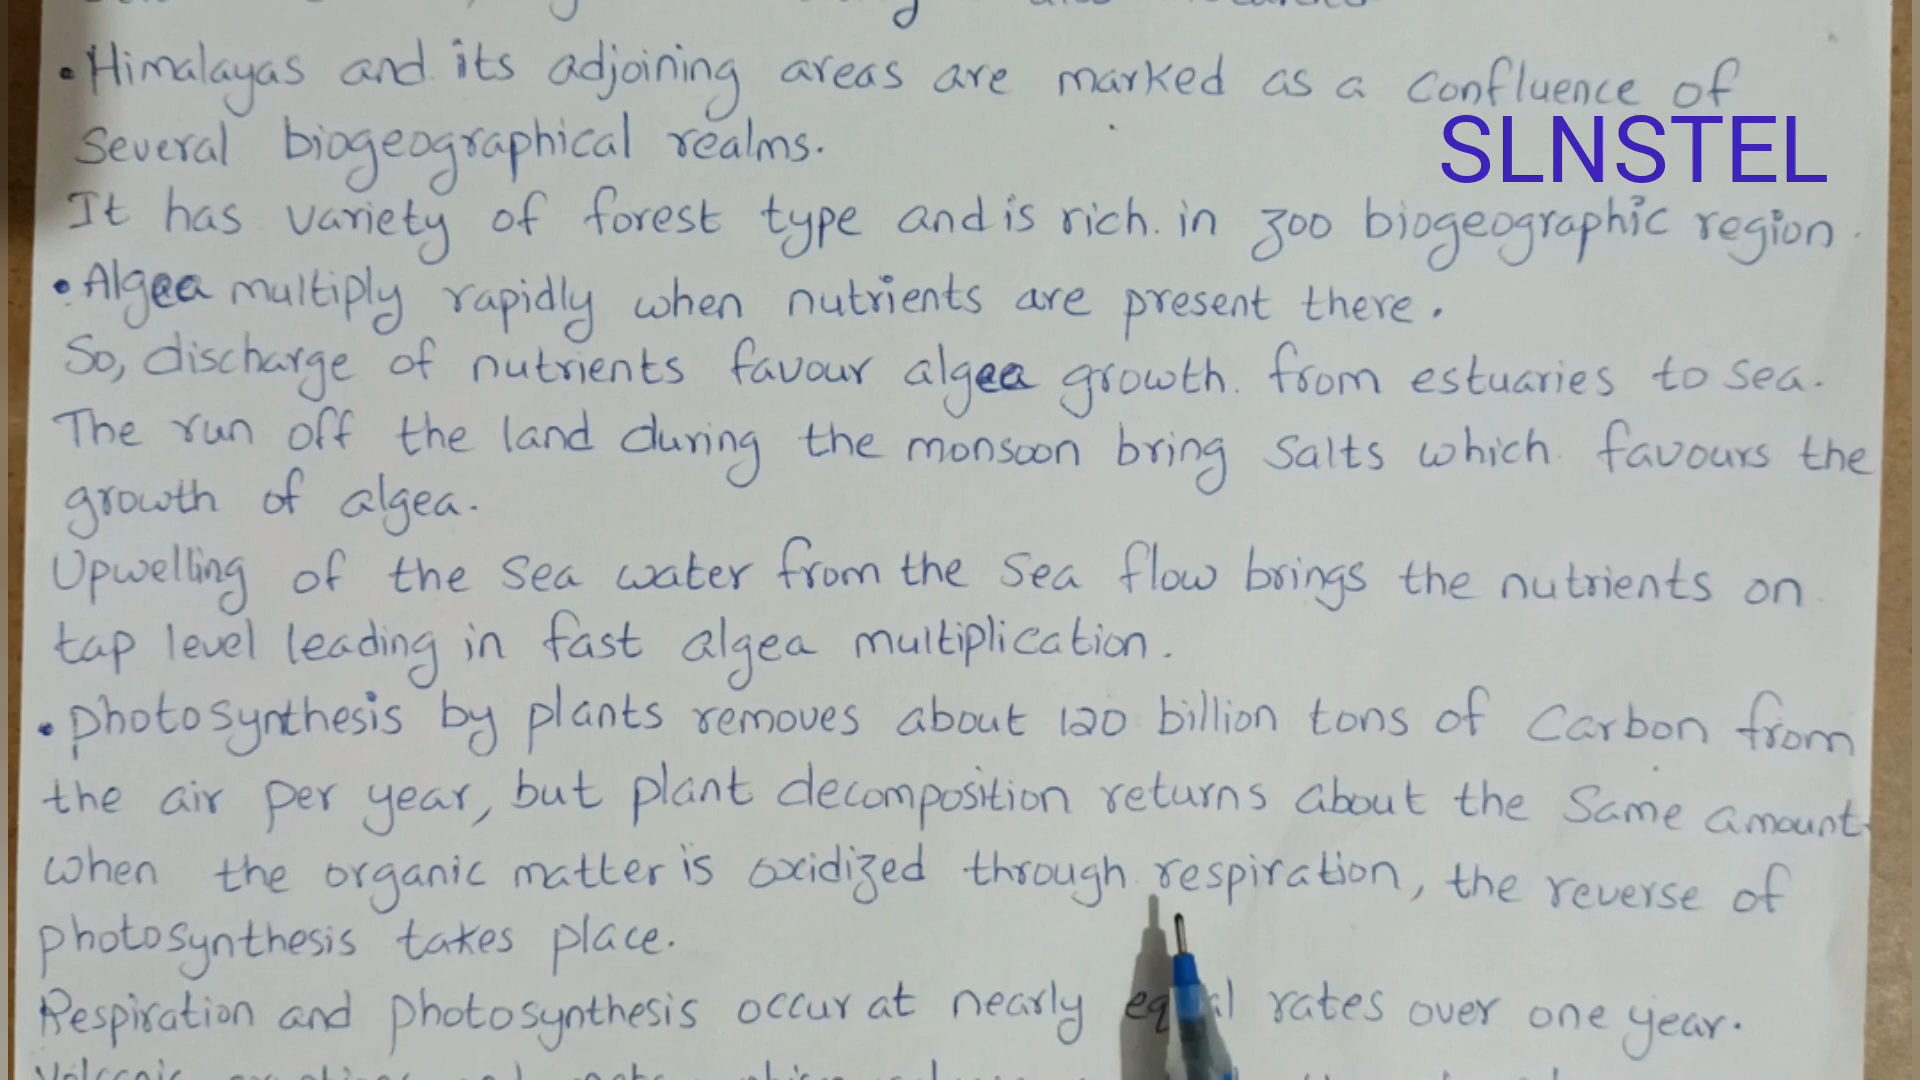 • Himalayas and its adjoining areas are marked as a confluence of
SLNSTEL
several biogeographical realms.
It has variety of forest type and is rich in zoo biogeographic region.
• Algea multiply rapidly when nutrients are present there.
So, discharge of nutrients favour algea growth from estuaries to sea.
The run off the land during the monsoon bring salts which favours the
growth of algea.
Upwelling of the sea water from the sea flow brings the nutrients on
tap level leading in fast algea multiplication.
• Photosynthesis by plants removes about 120 billion tons of carbon from
the air per year, but plant decomposition returns about the same amount
when the organic matter is oxidized through respiration, the reverse of
photosynthesis takes place.
Respiration and photosynthesis occur at nearly equal rates over one year.